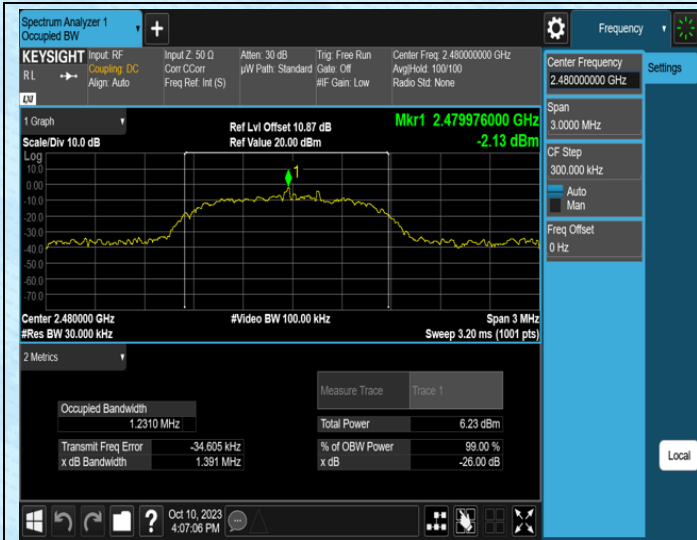 Spectrum Analyzer 1
Occupied BW
Frequency
KEYSIGHT
Input: RF
Coupling: DC
Align: Auto
Input Z: 50 Ω
Corr CCorr
Freq Ref: Int (S)
Atten: 30 dB
µW Path: Standard
Trig: Free Run
Gate: Off
#IF Gain: Low
Center Freq: 2.480000000 GHz
Avg|Hold: 100/100
Radio Std: None
RL
LXI
Center Frequency
2.480000000 GHz
Settings
Span
3.0000 MHz
CF Step
300.000 kHz
Auto
Man
Freq Offset
0 Hz
1 Graph
Scale/Div 10.0 dB
Ref Lvl Offset 10.87 dB
Ref Value 20.00 dBm
Mkr1 2.479976000 GHz
-2.13 dBm
Log
1
10.0
0.00
-10.0
-20.0
-30.0
-40.0
-50.0
-60.0
-70.0
Center 2.480000 GHz
#Video BW 100.00 kHz
Span 3 MHz
#Res BW 30.000 kHz
Sweep 3.20 ms (1001 pts)
2 Metrics
Measure Trace
Trace 1
Occupied Bandwidth
1.2310 MHz
Total Power
6.23 dBm
Transmit Freq Error
-34.605 kHz
% of OBW Power
99.00 %
x dB Bandwidth
1.391 MHz
x dB
-26.00 dB
Local
Oct 10, 2023
4:07:06 PM